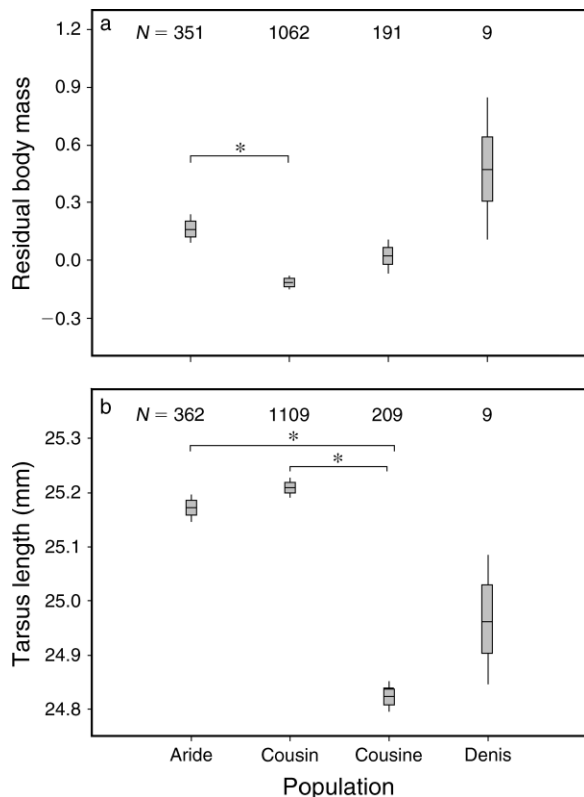 a N = 351 1062 191 9
1.2
0.9
*
0.6
0.3
0.0
−0.3
Residual body mass
b N = 362 1109 209 9
25.3
*
*
25.2
25.1
25.0
24.9
24.8
Tarsus length (mm)
Aride Cousin Cousine Denis
Population